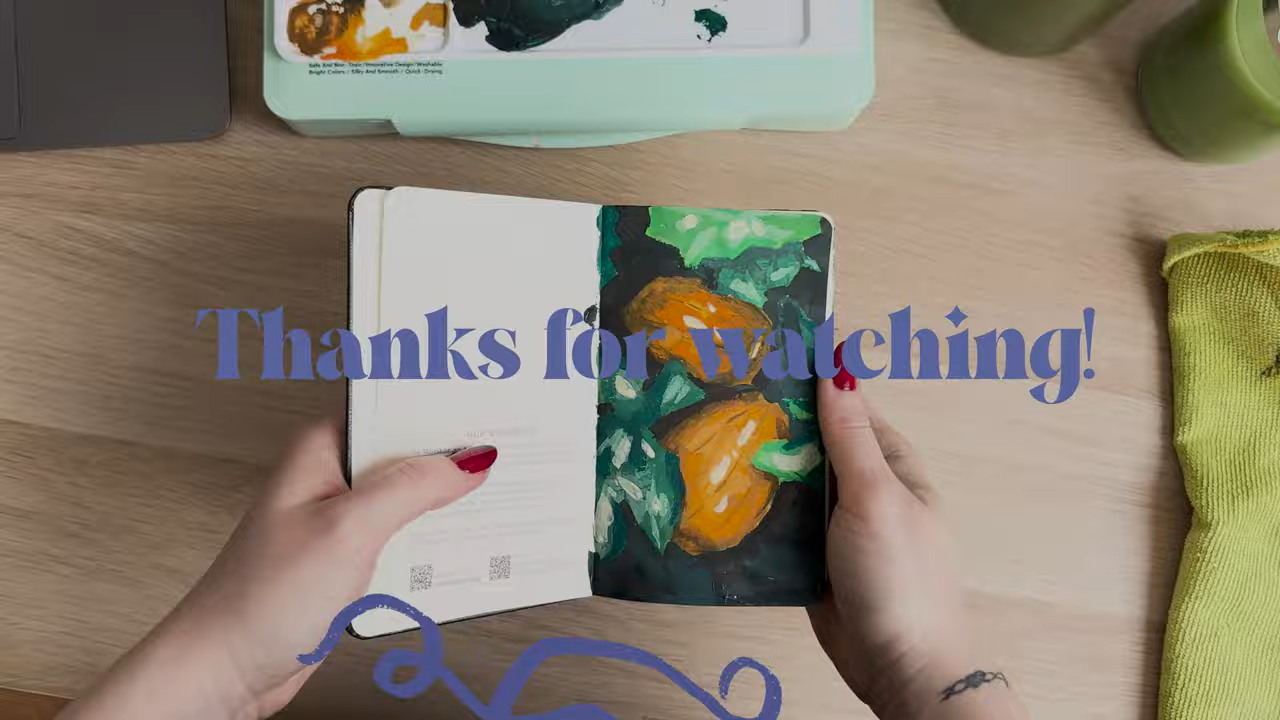 Safe And Non-Toxic/Innovative Design/Washable
Bright Colors / Silky And Smooth / Quick-Drying
Thanks for watching!